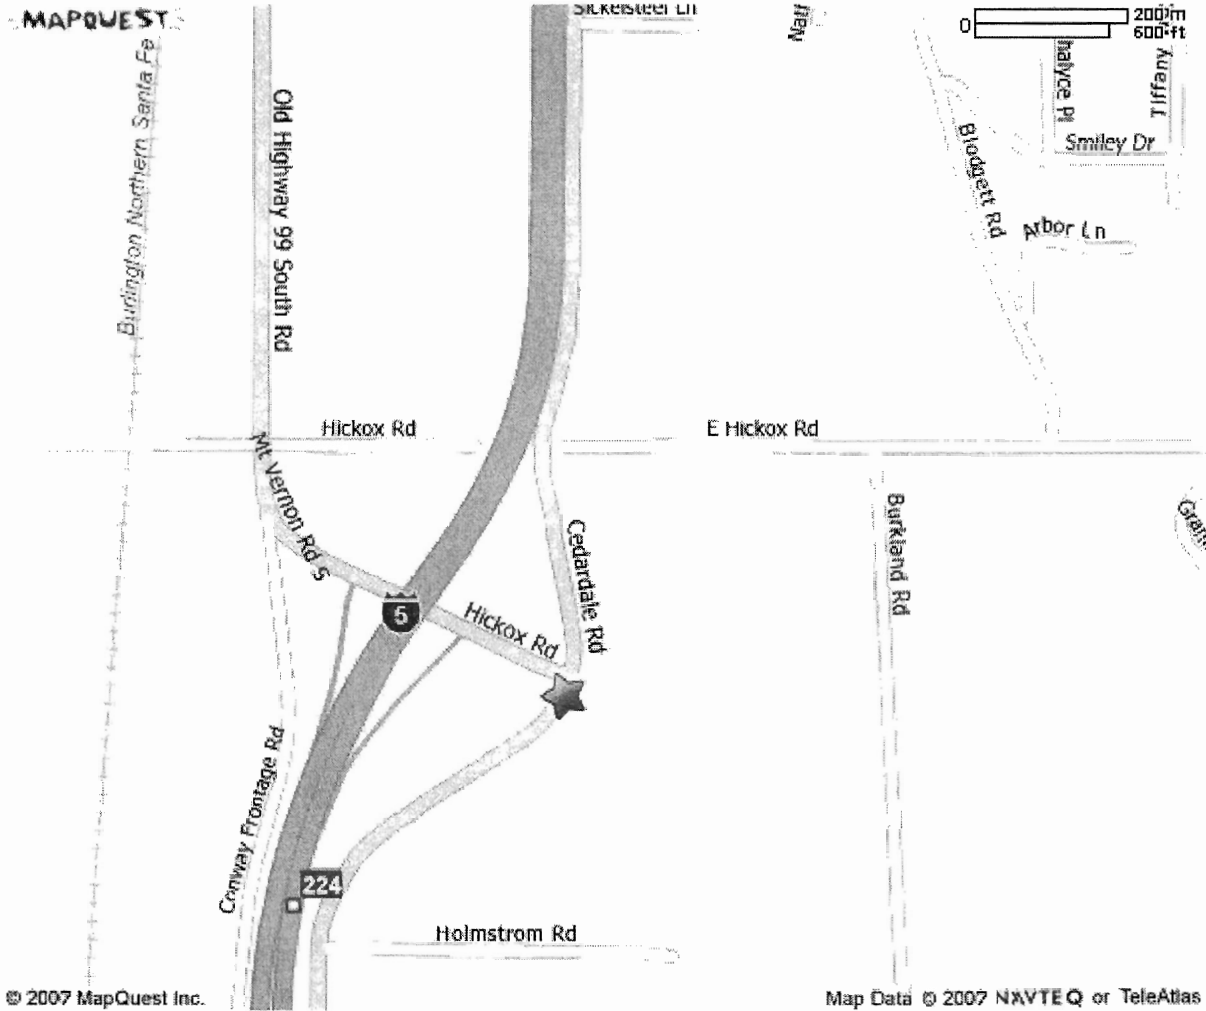 MAPQUEST
Sickelsteel Ln
0
200 m
600 ft
Burlington Northern Santa Fe
Old Highway 99 South Rd
Tiffany
Smiley Dr
Blodgett Rd
Arbor Ln
Hickox Rd
E Hickox Rd
Mt Vernon Rd S
Burkland Rd
Cedardale Rd
5
Hickox Rd
Conway Frontage Rd
224
Holmstrom Rd
© 2007 MapQuest Inc.
Map Data © 2007 NAVTEQ or TeleAtlas